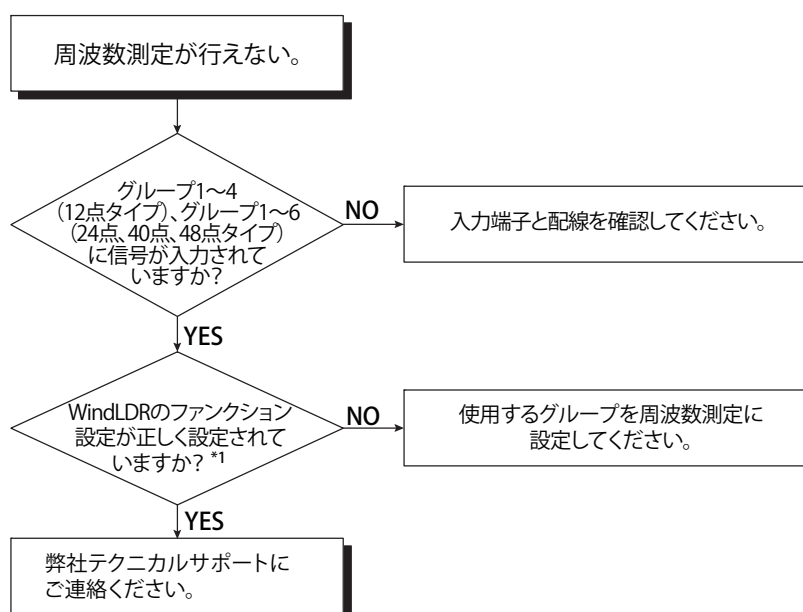 周波数測定が行えない。
グループ1～4
(12点タイプ)、グループ1～6
(24点、40点、48点タイプ)
に信号が入力されて
いますか?
NO
入力端子と配線を確認してください。
YES
WindLDRのファンクション
設定が正しく設定されて
いますか? *1
NO
使用するグループを周波数測定に
設定してください。
YES
弊社テクニカルサポートに
ご連絡ください。